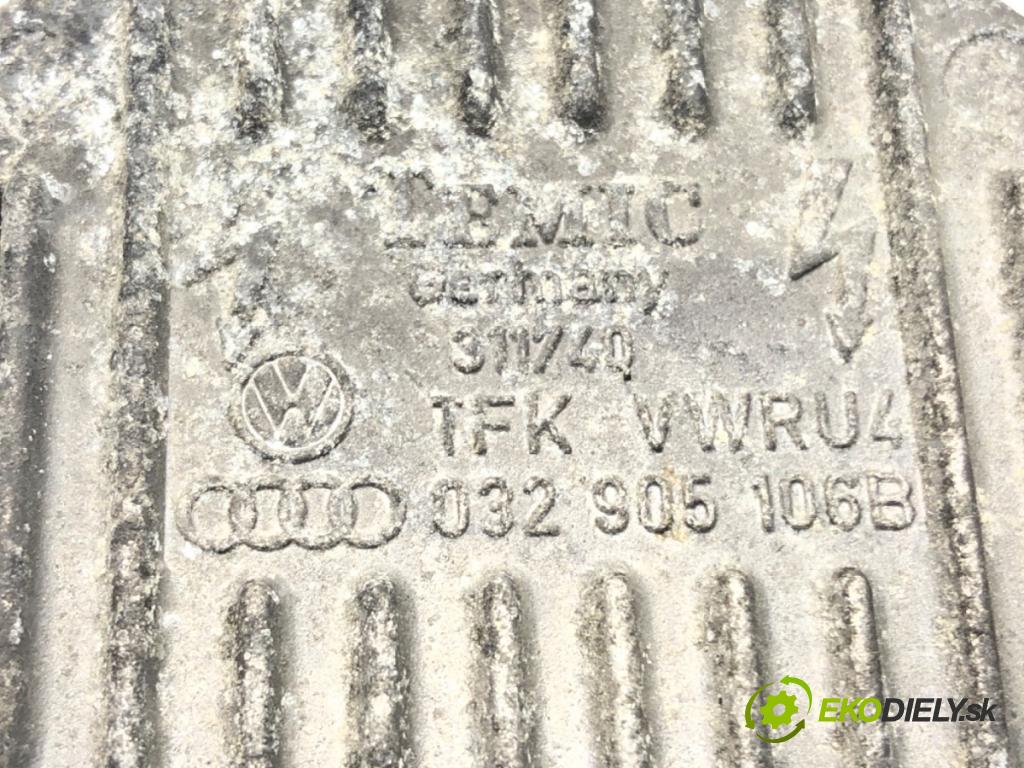 TEMIC
Germany
311740
TFK VWRU4
032 905 106B
EKODIELY.sk